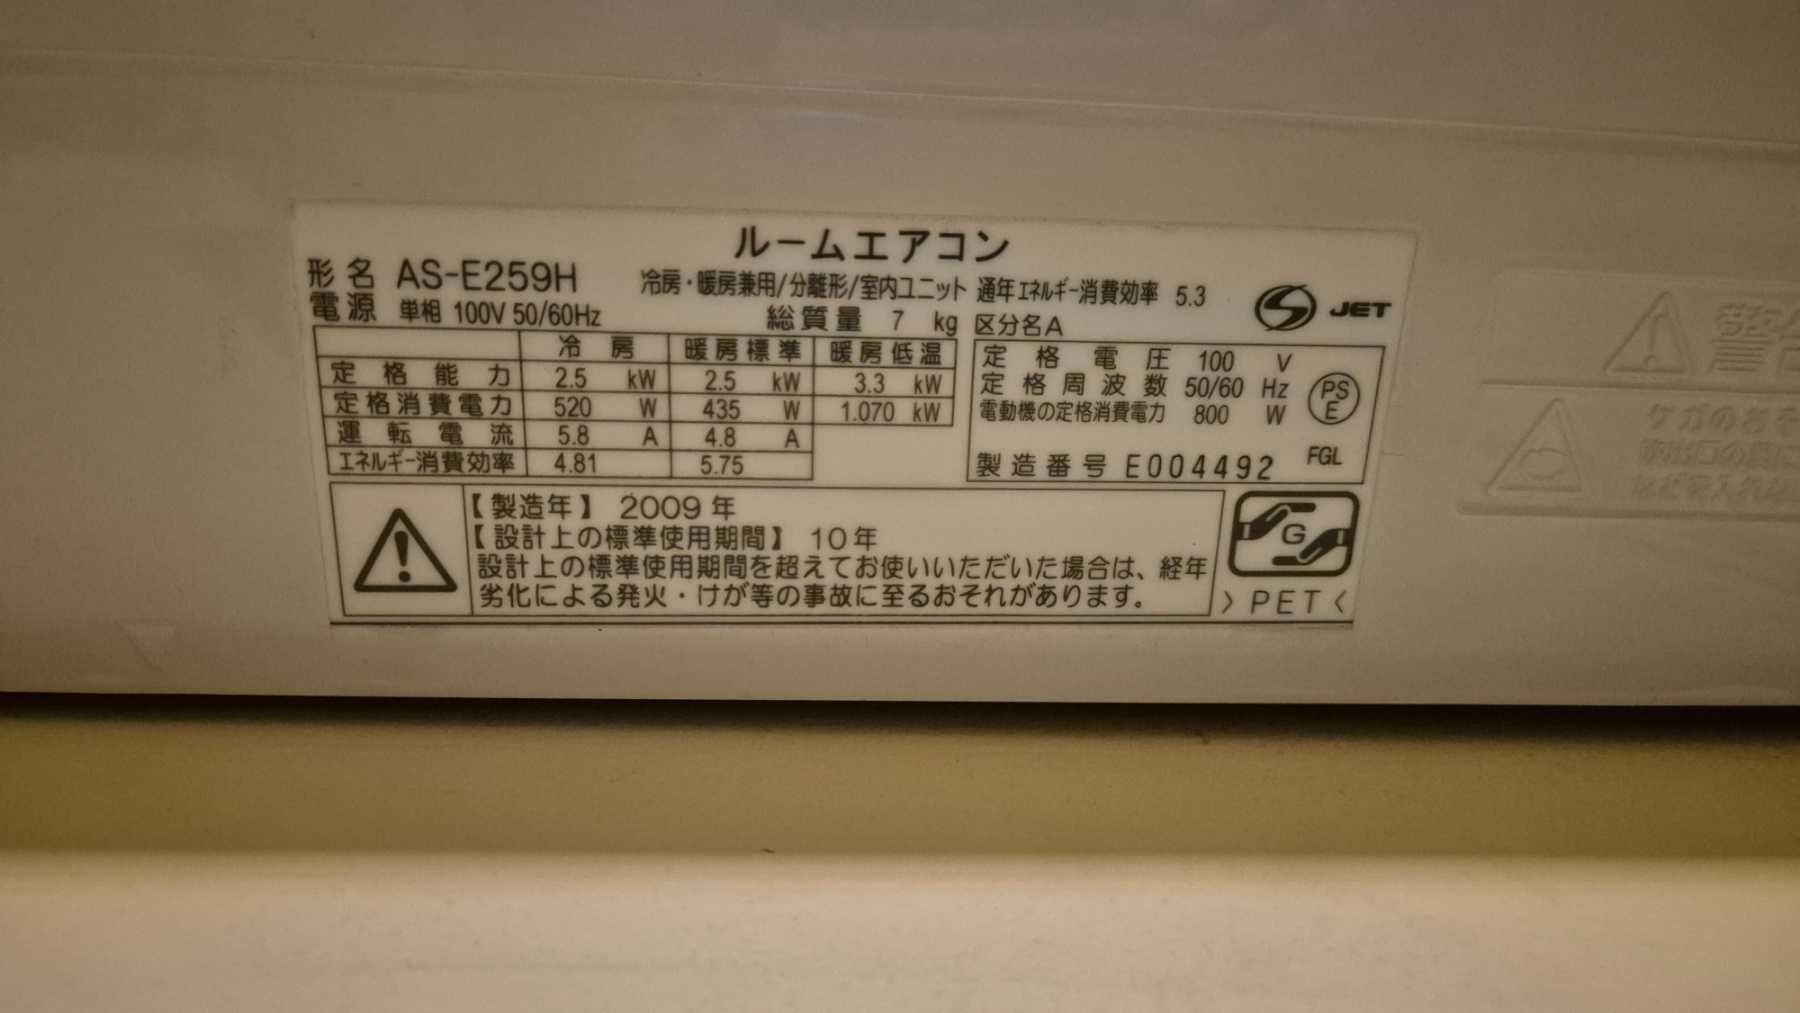 ルームエアコン
形名 AS-E259H
冷房・暖房兼用/分離形/室内ユニット 通年エネルギー消費効率 5.3
JET
電源 単相 100V 50/60Hz
総質量 7 kg 区分名A
冷房 暖房標準 暖房低温
定格能力 2.5 kW 2.5 kW 3.3 kW
定格消費電力 520 W 435 W 1.070 kW
運転電流 5.8 A 4.8 A
エネルギー消費効率 4.81 5.75
定格電圧 100 V
定格周波数 50/60 Hz
電動機の定格消費電力 800 W
PS
E
製造番号 E004492 FGL
【製造年】 2009年
【設計上の標準使用期間】 10年
設計上の標準使用期間を超えてお使いいただいた場合は、経年
劣化による発火・けが等の事故に至るおそれがあります。
G
>PET<
警告
ケガのおそ